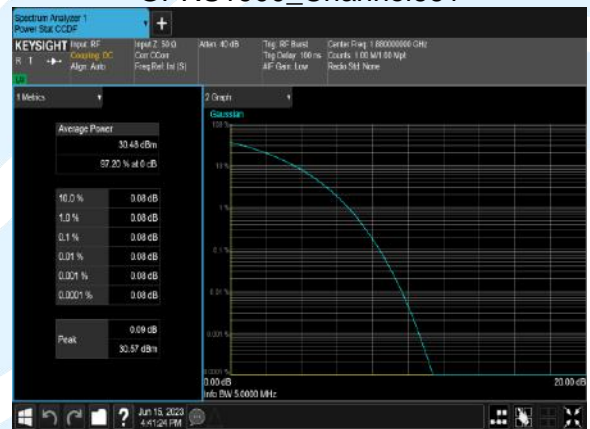 Spectrum Analyzer 1
Power Stat CCDF
KEYSIGHT
Input: RF
Coupling: DC
Align: Auto
Input Z: 50 Ω
Corr CCorr
Freq Ref: Int (S)
Atten: 40 dB
Trig: RF Burst
Trig Delay: 100 ns
#IF Gain: Low
Center Freq: 1.880000000 GHz
Counts: 1.00 M/1.00 Mpt
Radio Std: None
1 Metrics
Average Power
30.48 dBm
97.20 % at 0 dB
10.0 % 0.08 dB
1.0 % 0.08 dB
0.1 % 0.08 dB
0.01 % 0.08 dB
0.001 % 0.08 dB
0.0001 % 0.08 dB
Peak
0.09 dB
30.57 dBm
2 Graph
Gaussian
100 %
10 %
1 %
0.1 %
0.01 %
0.001 %
0.0001 %
0.00 dB
20.00 dB
Info BW 5.0000 MHz
?
Jun 15, 2023
4:41:24 PM